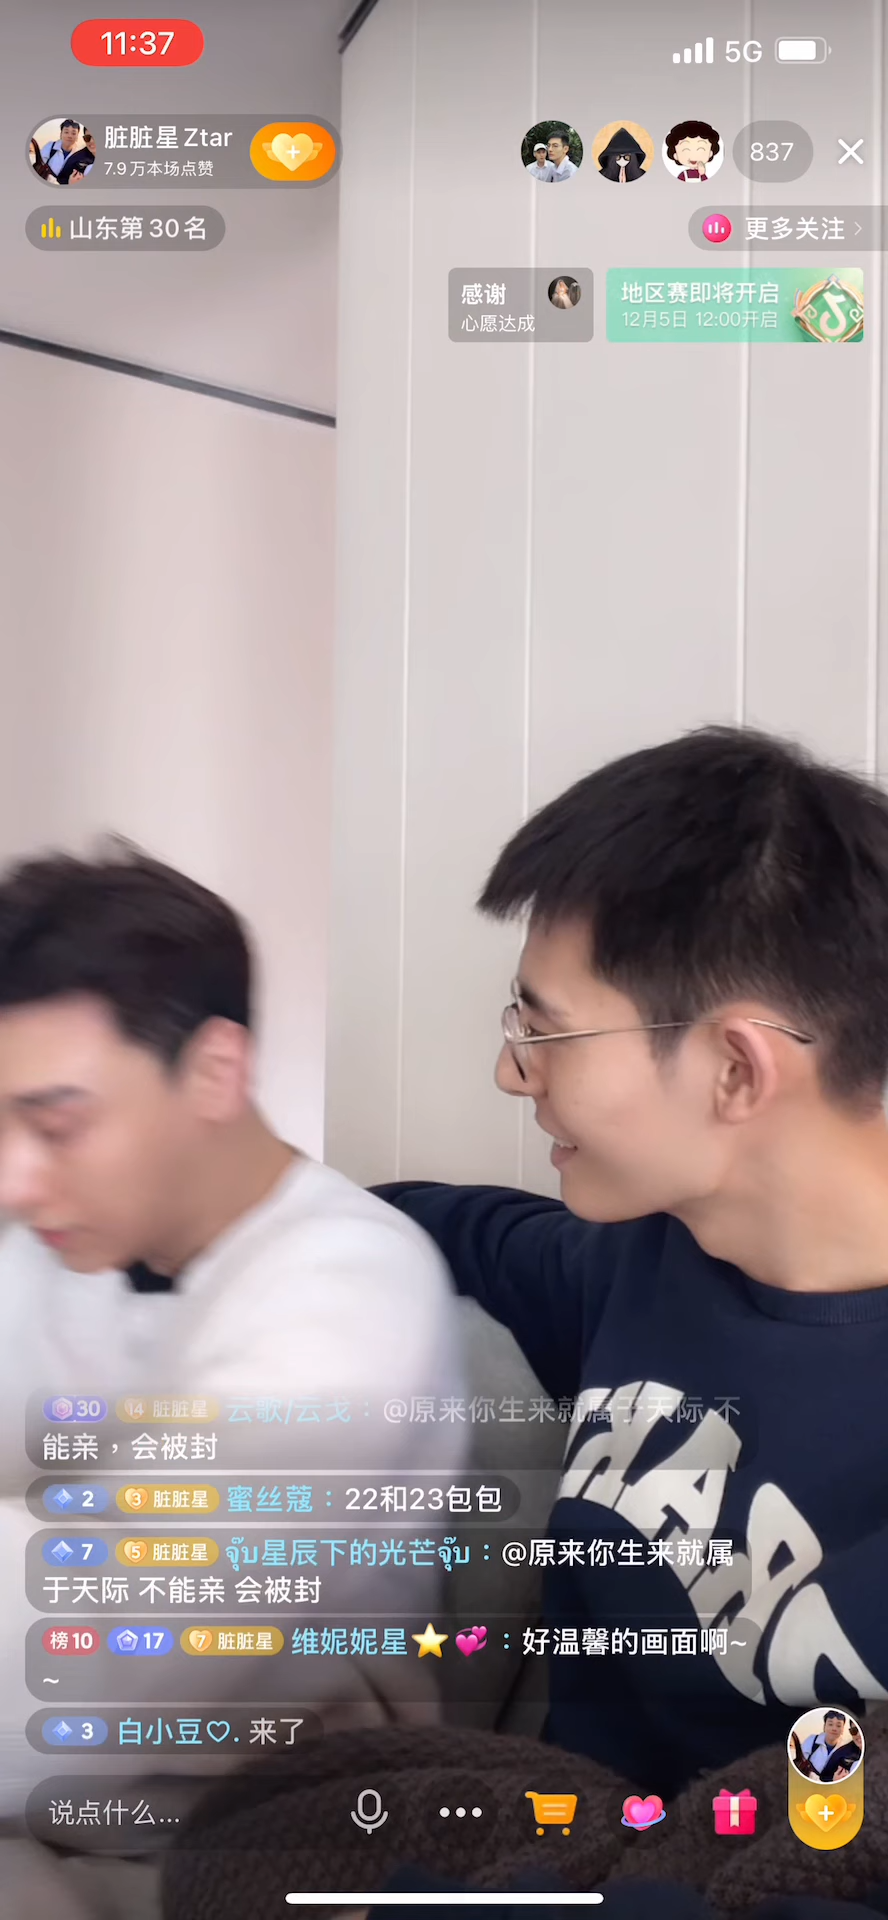 11:37
5G
脏脏星Ztar
7.9万本场点赞
837
山东第30名
更多关注
感谢
心愿达成
地区赛即将开启
12月5日 12:00开启
30 14 脏脏星 云歌/云戈：@原来你生来就属于天际 不
能亲，会被封
2 3 脏脏星 蜜丝蔻：22和23包包
7 5 脏脏星 จุ๊บ星辰下的光芒จุ๊บ：@原来你生来就属
于天际 不能亲 会被封
榜10 17 7 脏脏星 维妮妮星⭐💞：好温馨的画面啊~
~
3 白小豆♡. 来了
说点什么...